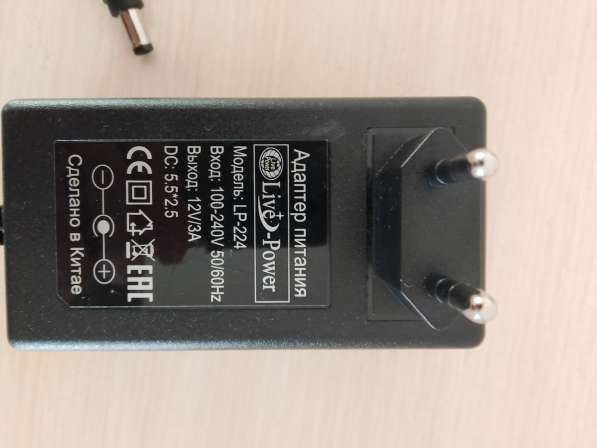 Адаптер питания
Live-Power
Модель: LP-224
Вход: 100-240V 50/60Hz
Выход: 12V/3A
DC: 5.5*2.5
CE EAC
Сделано в Китае